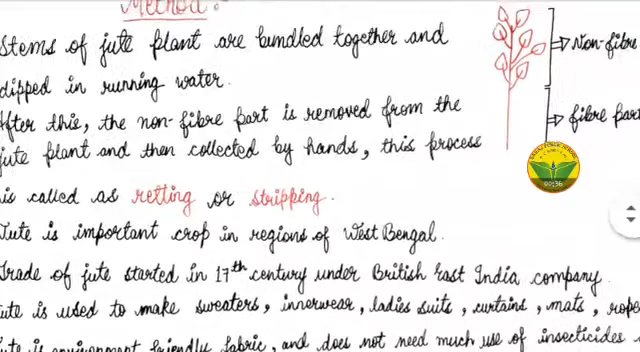 Method:
Stems of jute plant are bundled together and
dipped in running water.
After this, the non-fibre part is removed from the
jute plant and then collected by hands, this process
is called as retting or stripping.
Jute is important crop in regions of West Bengal.
Trade of jute started in 17th century under British East India company.
Jute is used to make sweaters, innerwear, ladies suits, curtains, mats, rope
Jute is environment friendly fabric, and does not need much use of insecticides
Non-fibre
fibre part
00:36